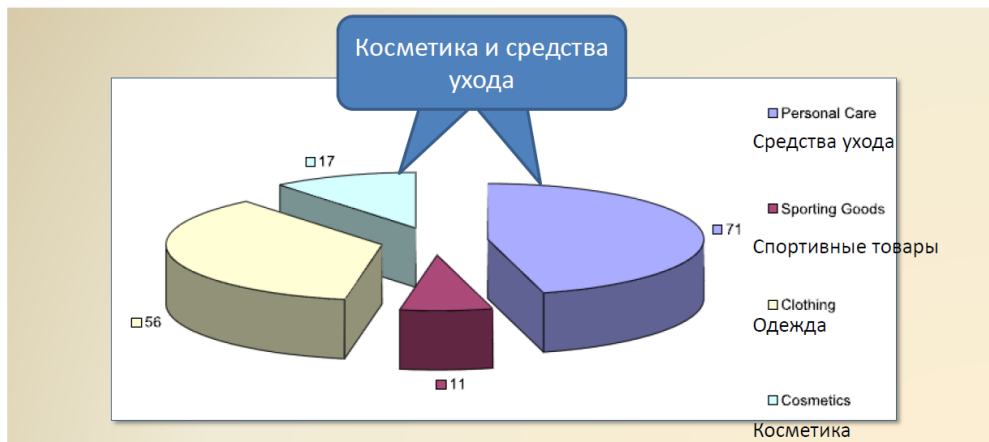 Косметика и средства
ухода
17
71
56
11
Personal Care
Средства ухода
Sporting Goods
Спортивные товары
Clothing
Одежда
Cosmetics
Косметика